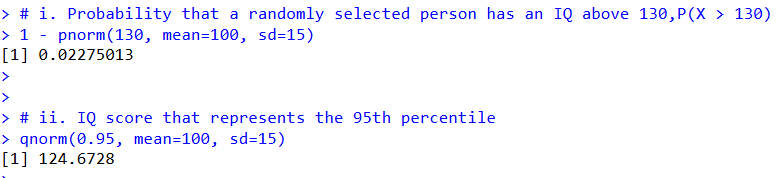 > # i. Probability that a randomly selected person has an IQ above 130,P(X > 130)
> 1 - pnorm(130, mean=100, sd=15)
[1] 0.02275013
>
>
> # ii. IQ score that represents the 95th percentile
> qnorm(0.95, mean=100, sd=15)
[1] 124.6728
>